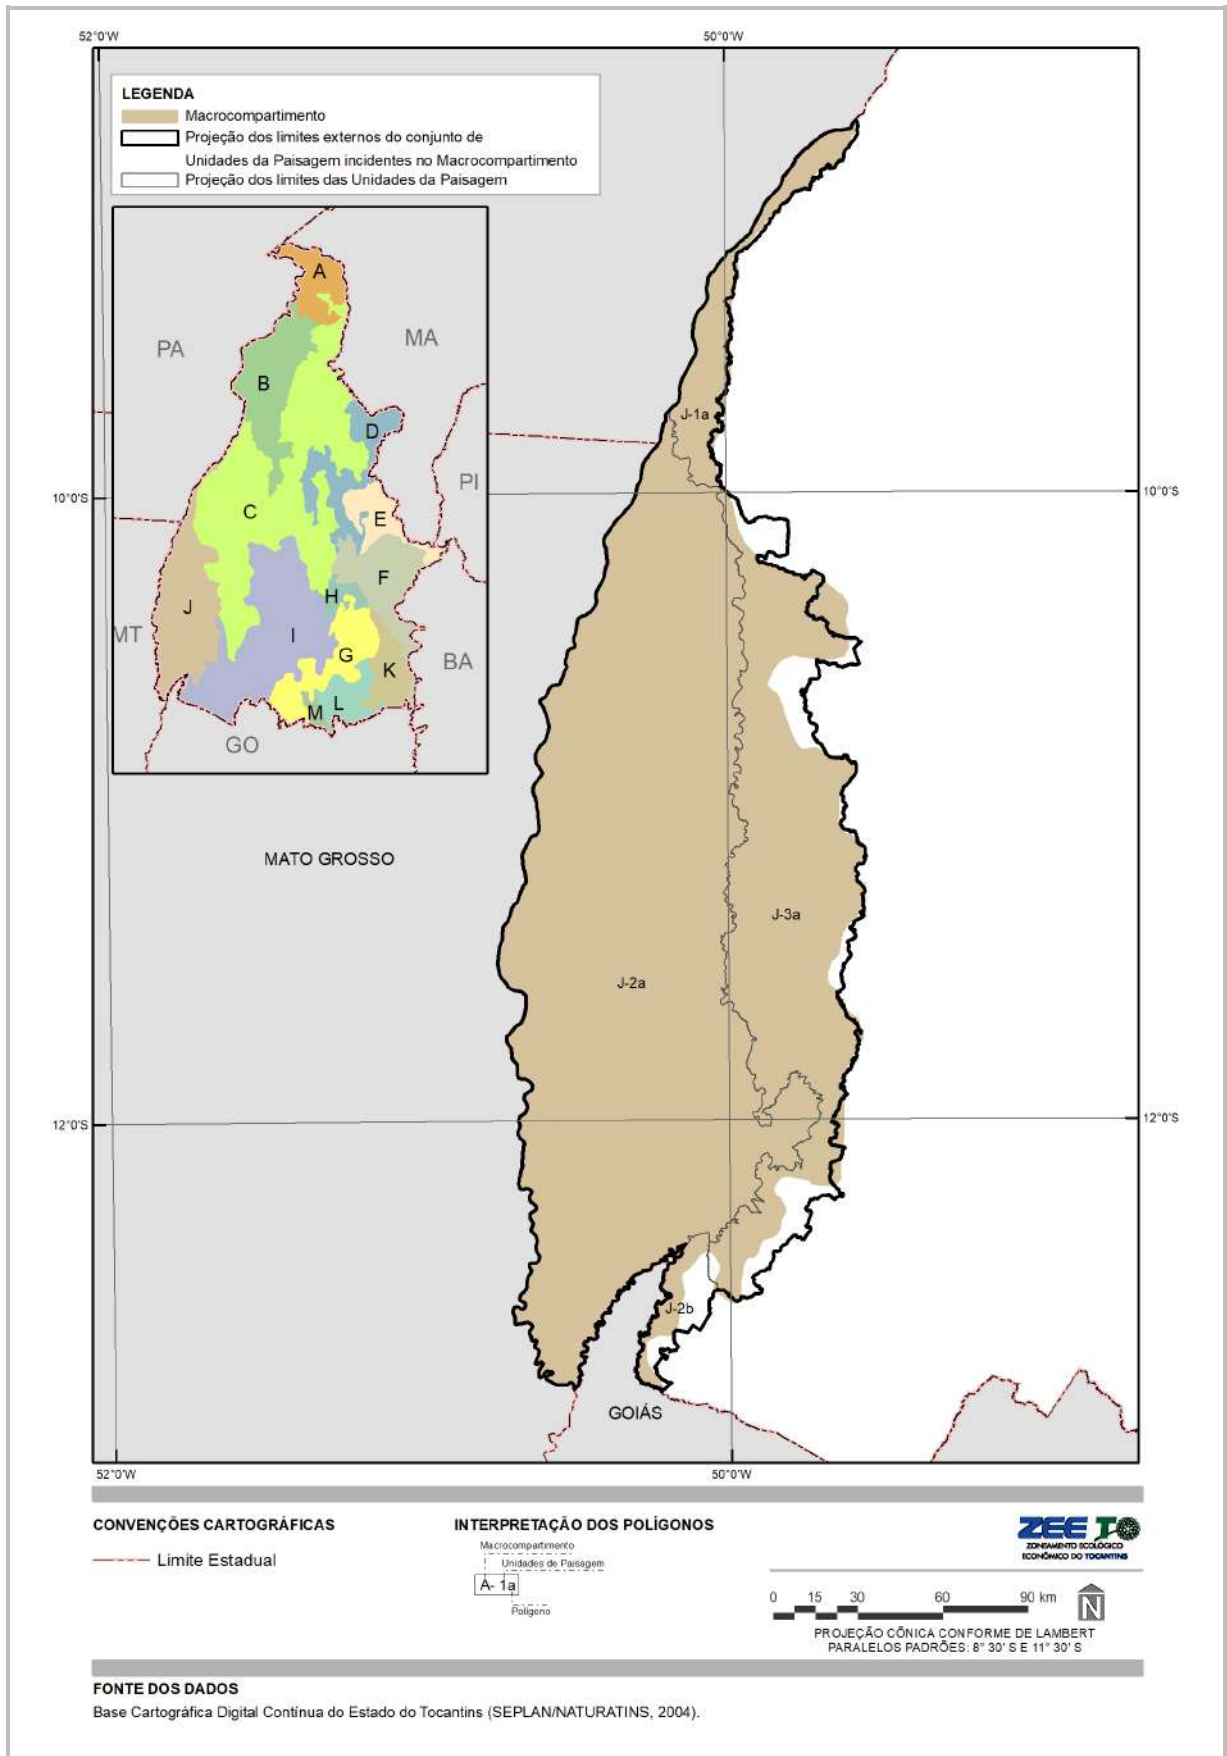 52°0'W
50°0'W
LEGENDA
Macrocompartimento
Projeção dos limites externos do conjunto de
Unidades da Paisagem incidentes no Macrocompartimento
Projeção dos limites das Unidades da Paisagem
A
PA
MA
B
D
PI
C
E
F
J
H
MT
I
G
BA
K
L
M
GO
J-1a
10°0'S
10°0'S
MATO GROSSO
J-3a
J-2a
12°0'S
12°0'S
J-2b
GOIÁS
52°0'W
50°0'W
CONVENÇÕES CARTOGRÁFICAS
Limite Estadual
INTERPRETAÇÃO DOS POLÍGONOS
Macrocompartimento
Unidades de Paisagem
A- 1a
Polígono
ZEE TO
ZONEAMENTO ECOLÓGICO
ECONÔMICO DO TOCANTINS
0 15 30 60 90 km
N
PROJEÇÃO CÔNICA CONFORME DE LAMBERT
PARALELOS PADRÕES: 8° 30' S E 11° 30' S
FONTE DOS DADOS
Base Cartográfica Digital Contínua do Estado do Tocantins (SEPLAN/NATURATINS, 2004).